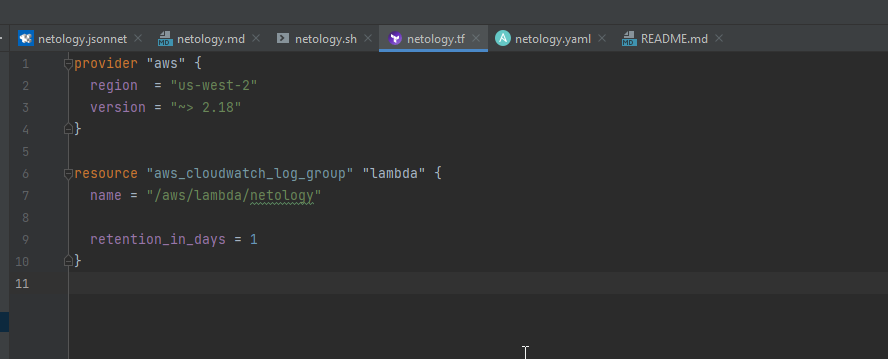 netology.jsonnet netology.md netology.sh netology.tf netology.yaml README.md
1 provider "aws" {
2   region  = "us-west-2"
3   version = "~> 2.18"
4 }
5
6 resource "aws_cloudwatch_log_group" "lambda" {
7   name = "/aws/lambda/netology"
8
9   retention_in_days = 1
10 }
11